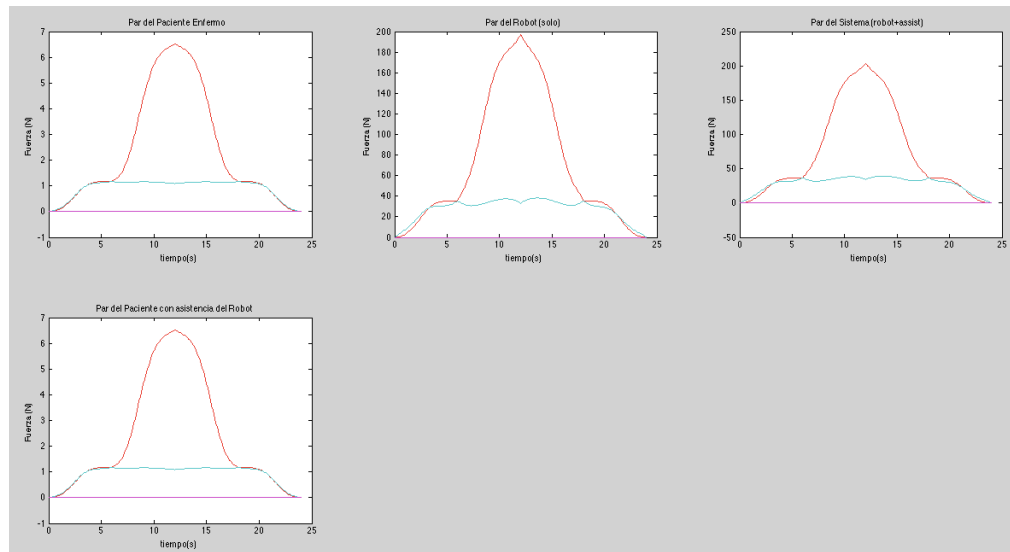 Par del Paciente Enfermo
7
6
5
4
3
2
1
0
-1
Fuerza (N)
0 5 10 15 20 25
tiempo(s)
Par del Robot (solo)
200
180
160
140
120
100
80
60
40
20
0
Fuerza (N)
0 5 10 15 20 25
tiempo(s)
Par del Sistema (robot+assist)
250
200
150
100
50
0
-50
Fuerza (N)
0 5 10 15 20 25
tiempo(s)
Par del Paciente con asistencia del Robot
7
6
5
4
3
2
1
0
-1
Fuerza (N)
0 5 10 15 20 25
tiempo(s)